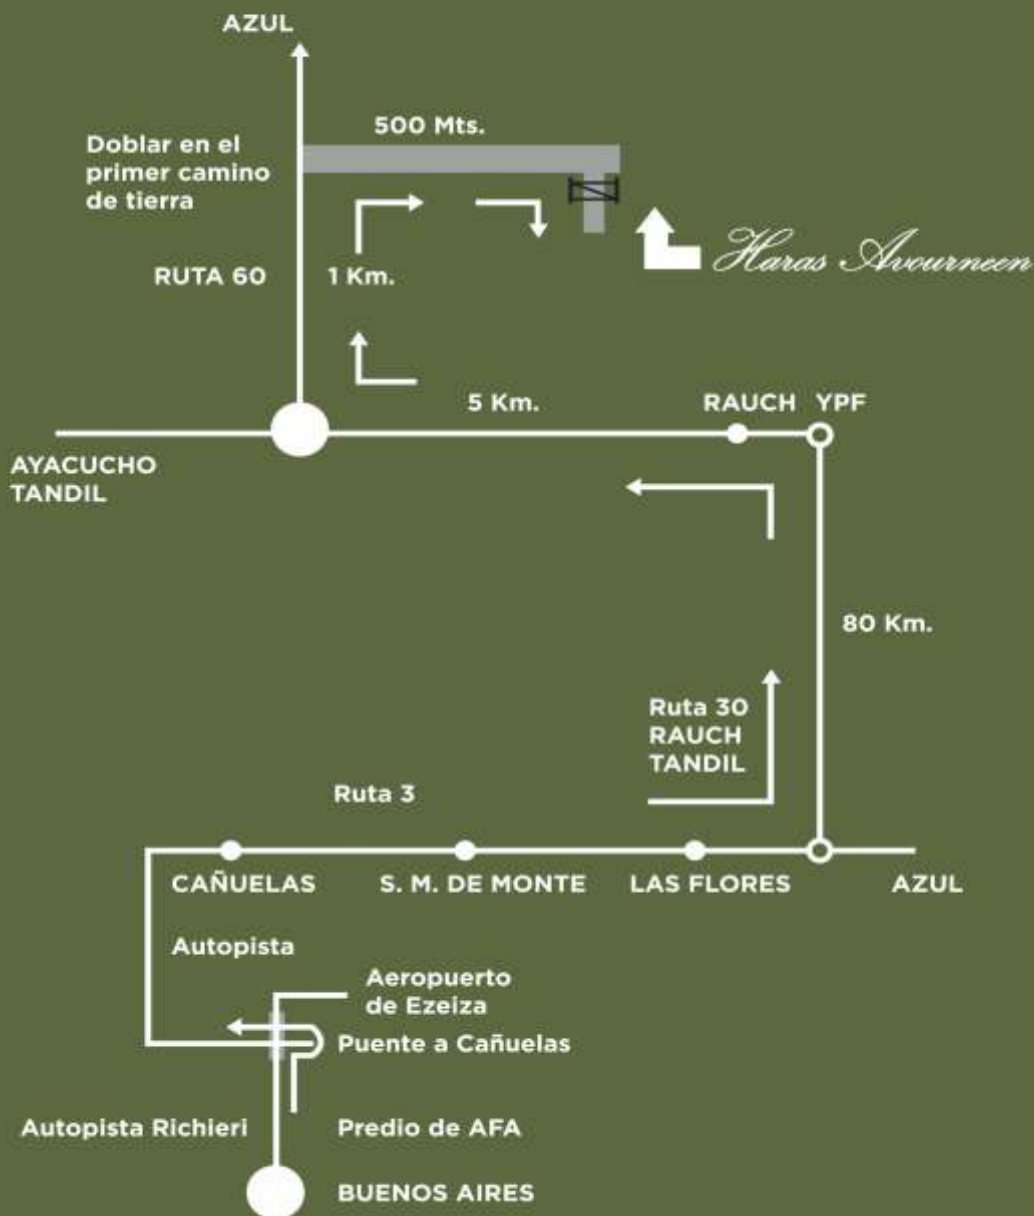 AZUL
500 Mts.
Doblar en el
primer camino
de tierra
Haras Avourneen
RUTA 60
1 Km.
5 Km.
RAUCH
YPF
AYACUCHO
TANDIL
80 Km.
Ruta 30
RAUCH
TANDIL
Ruta 3
CAÑUELAS
S. M. DE MONTE
LAS FLORES
AZUL
Autopista
Aeropuerto
de Ezeiza
Puente a Cañuelas
Autopista Richieri
Predio de AFA
BUENOS AIRES